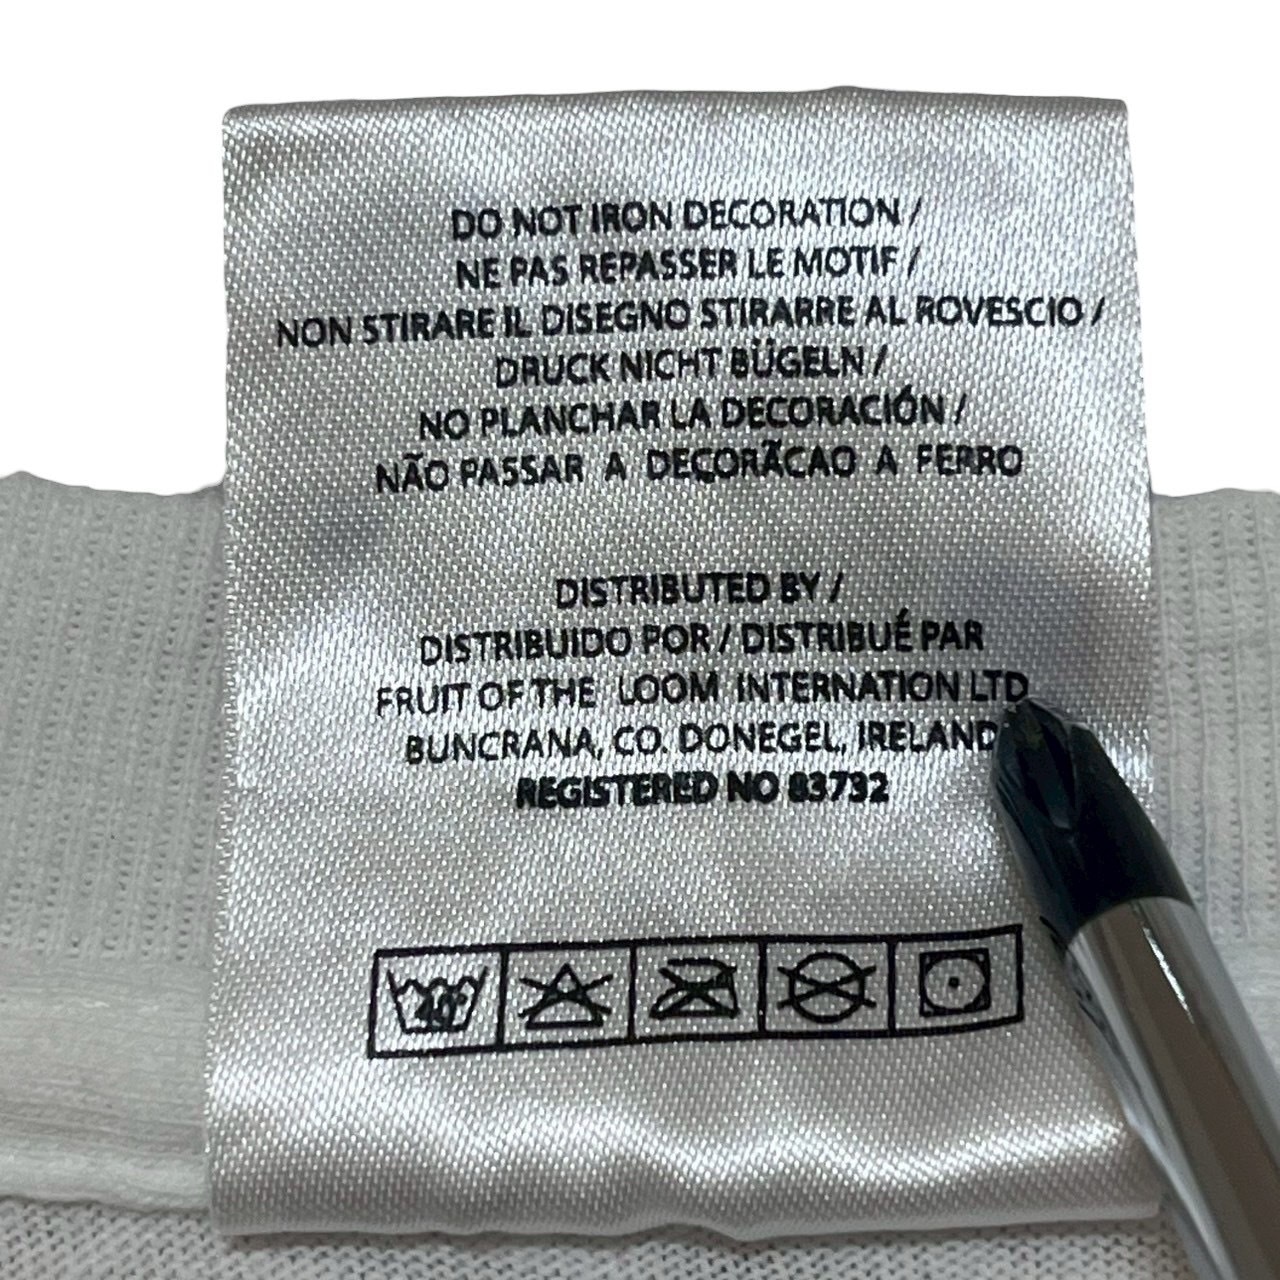 DO NOT IRON DECORATION /
NE PAS REPASSER LE MOTIF /
NON STIRARE IL DISEGNO STIRARRE AL ROVESCIO /
DRUCK NICHT BÜGELN /
NO PLANCHAR LA DECORACIÓN /
NÃO PASSAR A DEÇORÃCAO A FERRO
DISTRIBUTED BY /
DISTRIBUIDO POR / DISTRIBUÉ PAR
FRUIT OF THE LOOM INTERNATION LTD
BUNCRANA, CO. DONEGEL, IRELAND
REGISTERED NO 83732
40°